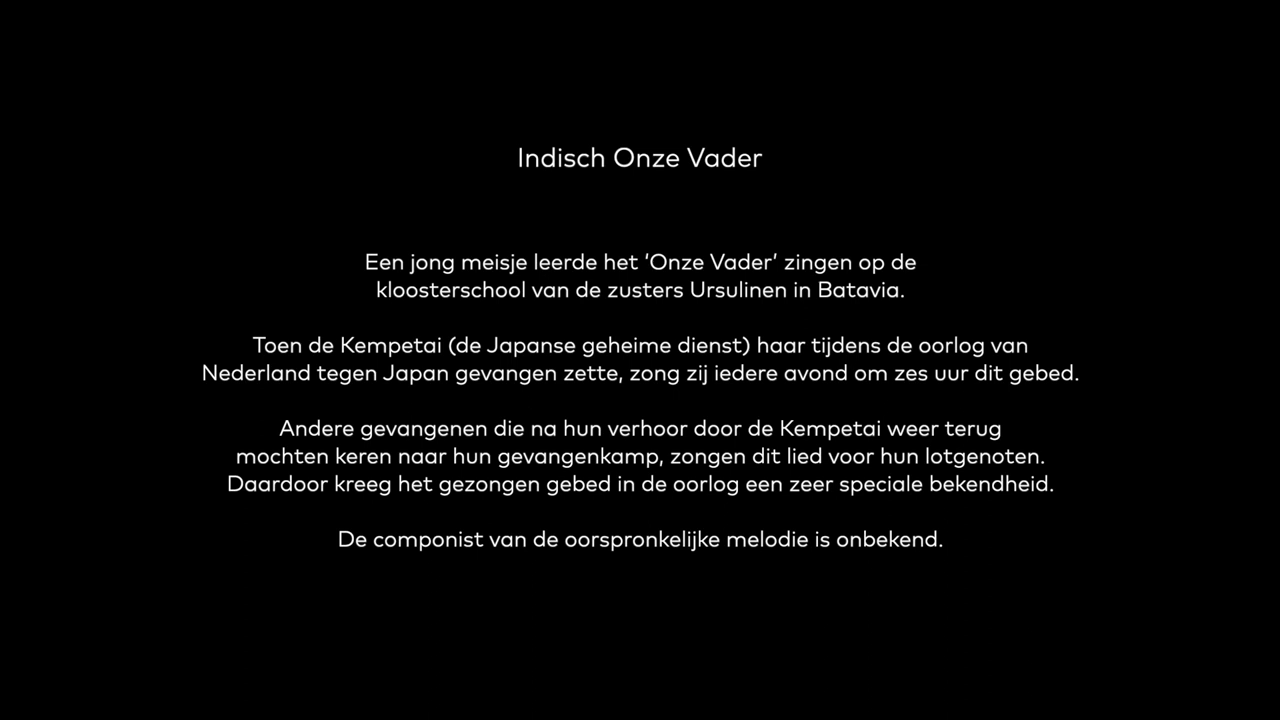 Indisch Onze Vader
Een jong meisje leerde het ‘Onze Vader’ zingen op de
kloosterschool van de zusters Ursulinen in Batavia.
Toen de Kempetai (de Japanse geheime dienst) haar tijdens de oorlog van
Nederland tegen Japan gevangen zette, zong zij iedere avond om zes uur dit gebed.
Andere gevangenen die na hun verhoor door de Kempetai weer terug
mochten keren naar hun gevangenkamp, zongen dit lied voor hun lotgenoten.
Daardoor kreeg het gezongen gebed in de oorlog een zeer speciale bekendheid.
De componist van de oorspronkelijke melodie is onbekend.